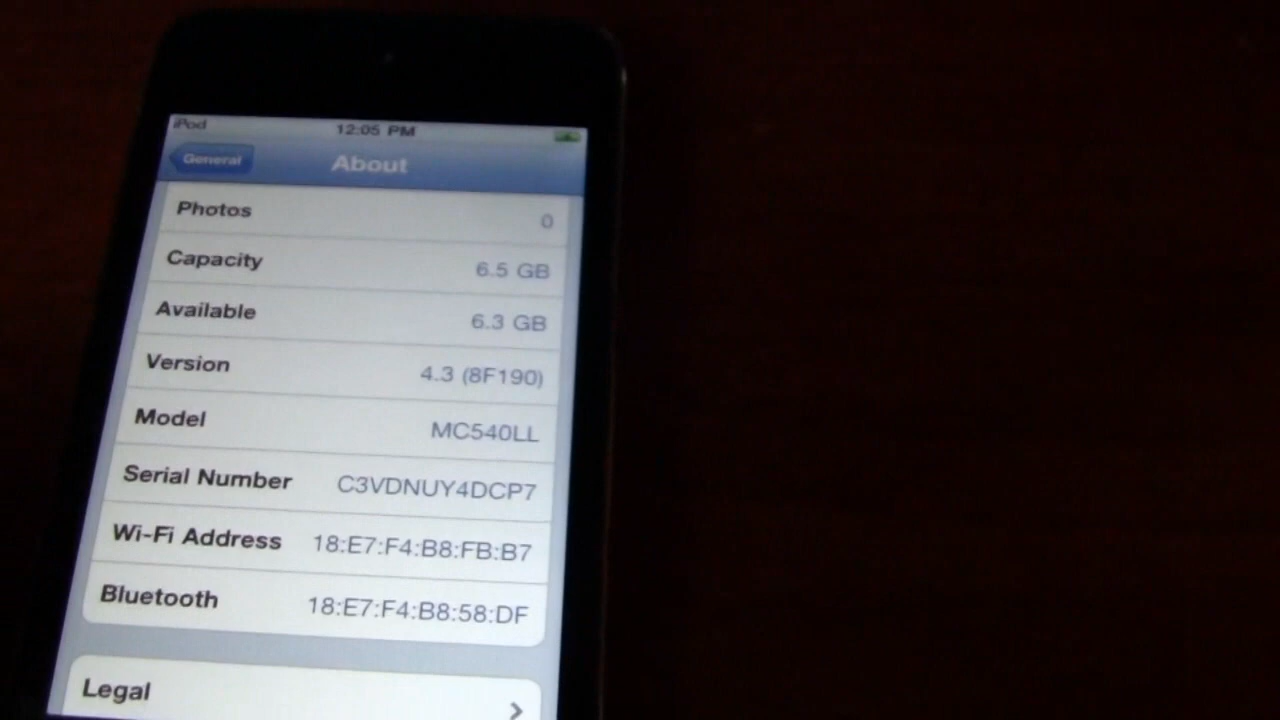 iPod 12:05 PM
General About
Photos 0
Capacity 6.5 GB
Available 6.3 GB
Version 4.3 (8F190)
Model MC540LL
Serial Number C3VDNUY4DCP7
Wi-Fi Address 18:E7:F4:B8:FB:B7
Bluetooth 18:E7:F4:B8:58:DF
Legal